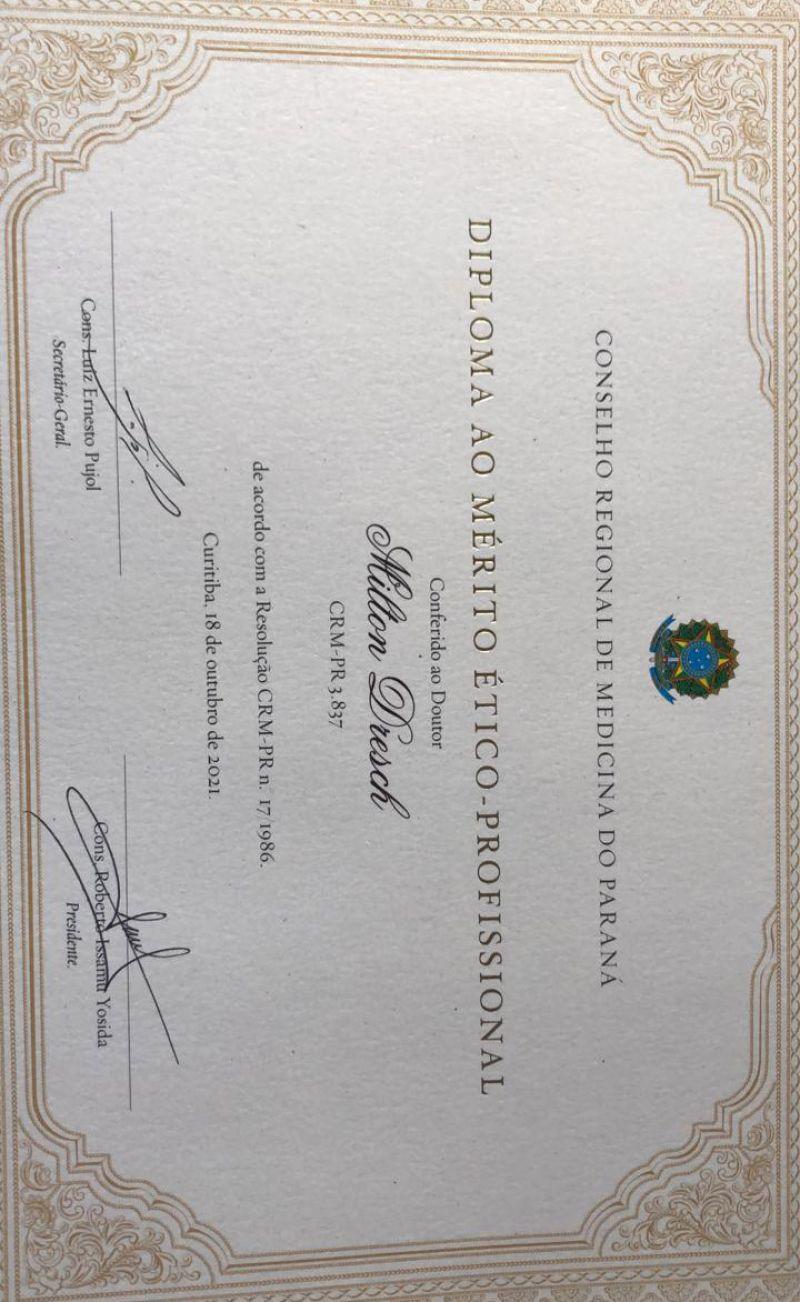 CONSELHO REGIONAL DE MEDICINA DO PARANÁ
DIPLOMA AO MÉRITO ÉTICO-PROFISSIONAL
Conferido ao Doutor
Milton Dresch
CRM-PR 3.837
de acordo com a Resolução CRM-PR n. 17/1986.
Curitiba, 18 de outubro de 2021.
Cons. Luiz Ernesto Pujol
Secretário-Geral.
Cons. Roberto Issamu Yosida
Presidente.